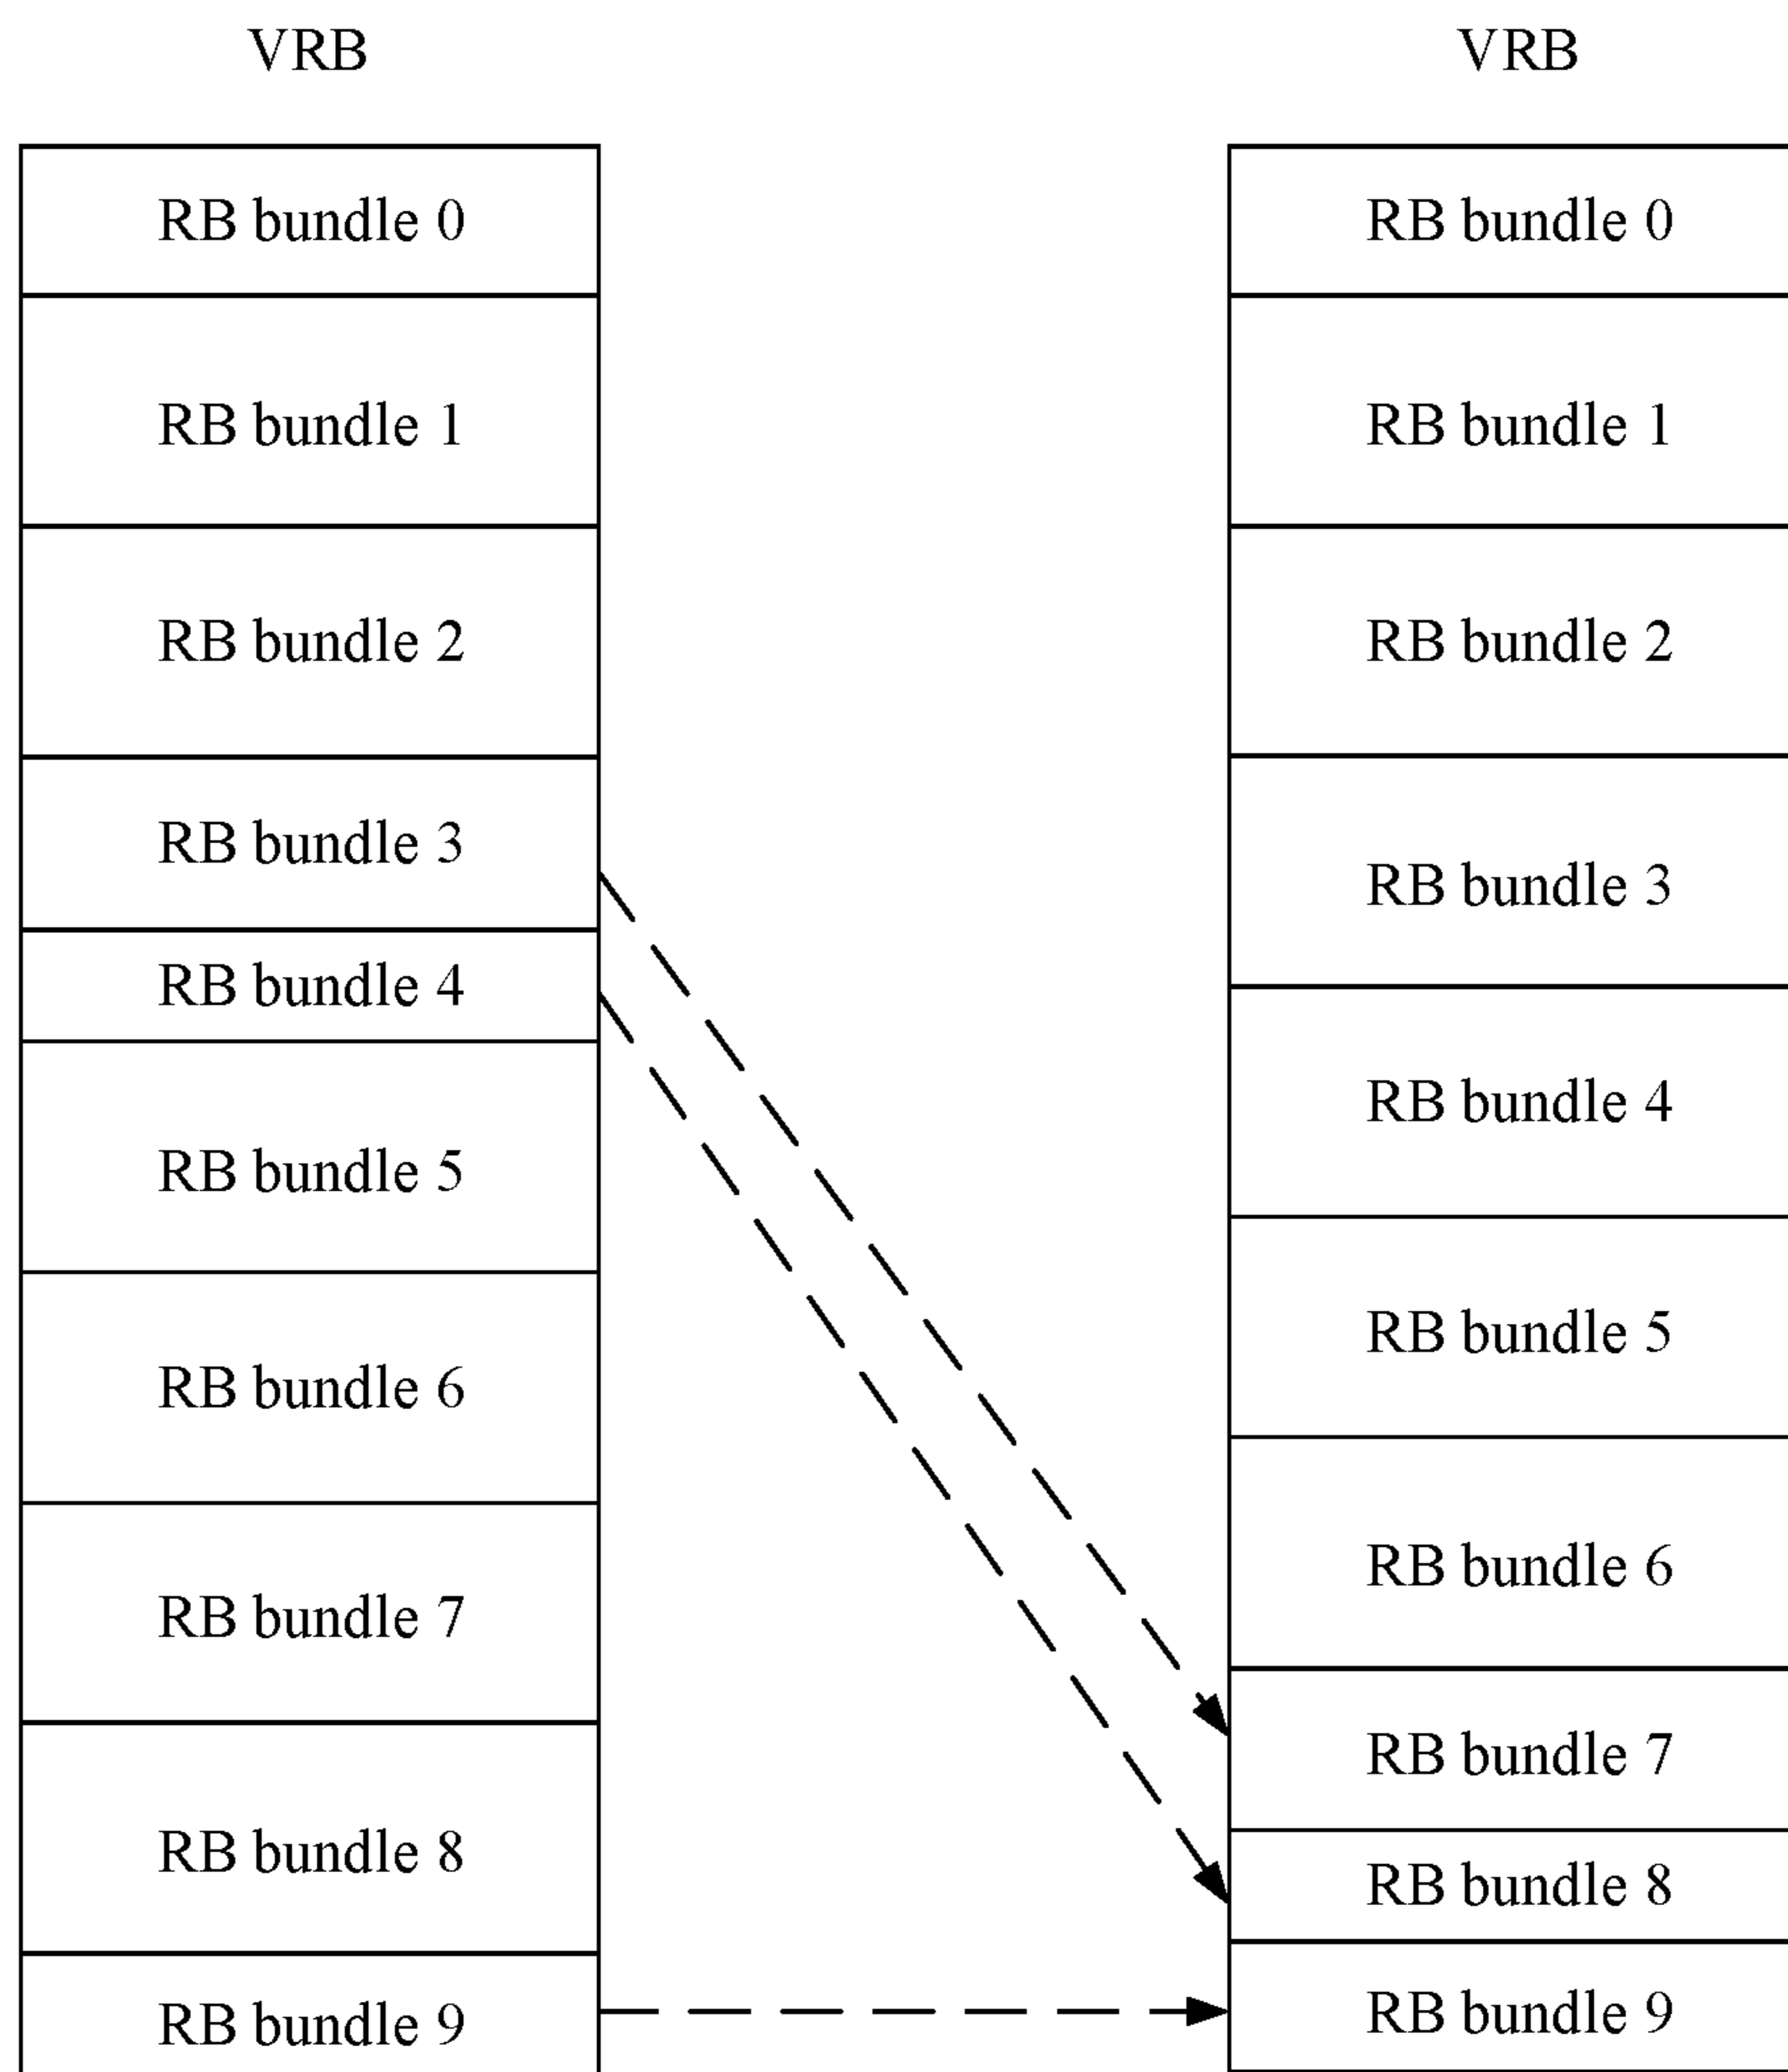 VRB
RB bundle 0
RB bundle 1
RB bundle 2
RB bundle 3
RB bundle 4
RB bundle 5
RB bundle 6
RB bundle 7
RB bundle 8
RB bundle 9
VRB
RB bundle 0
RB bundle 1
RB bundle 2
RB bundle 3
RB bundle 4
RB bundle 5
RB bundle 6
RB bundle 7
RB bundle 8
RB bundle 9